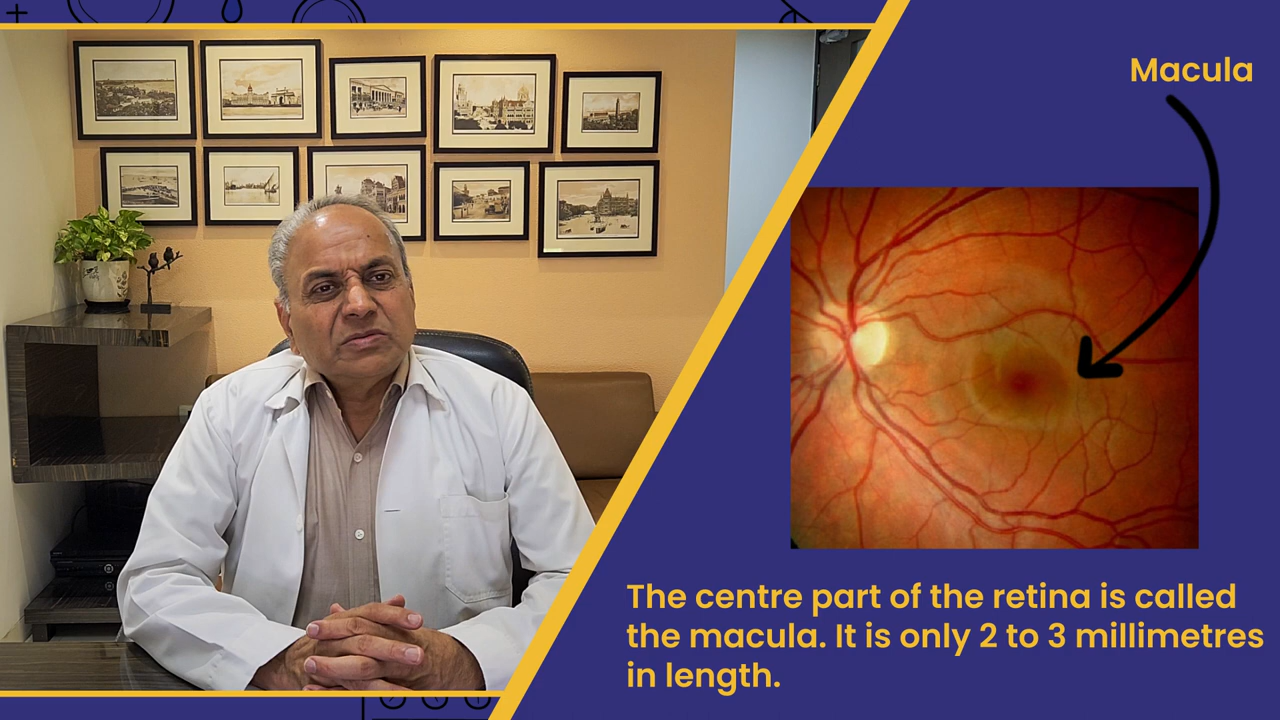 Macula
The centre part of the retina is called
the macula. It is only 2 to 3 millimetres
in length.